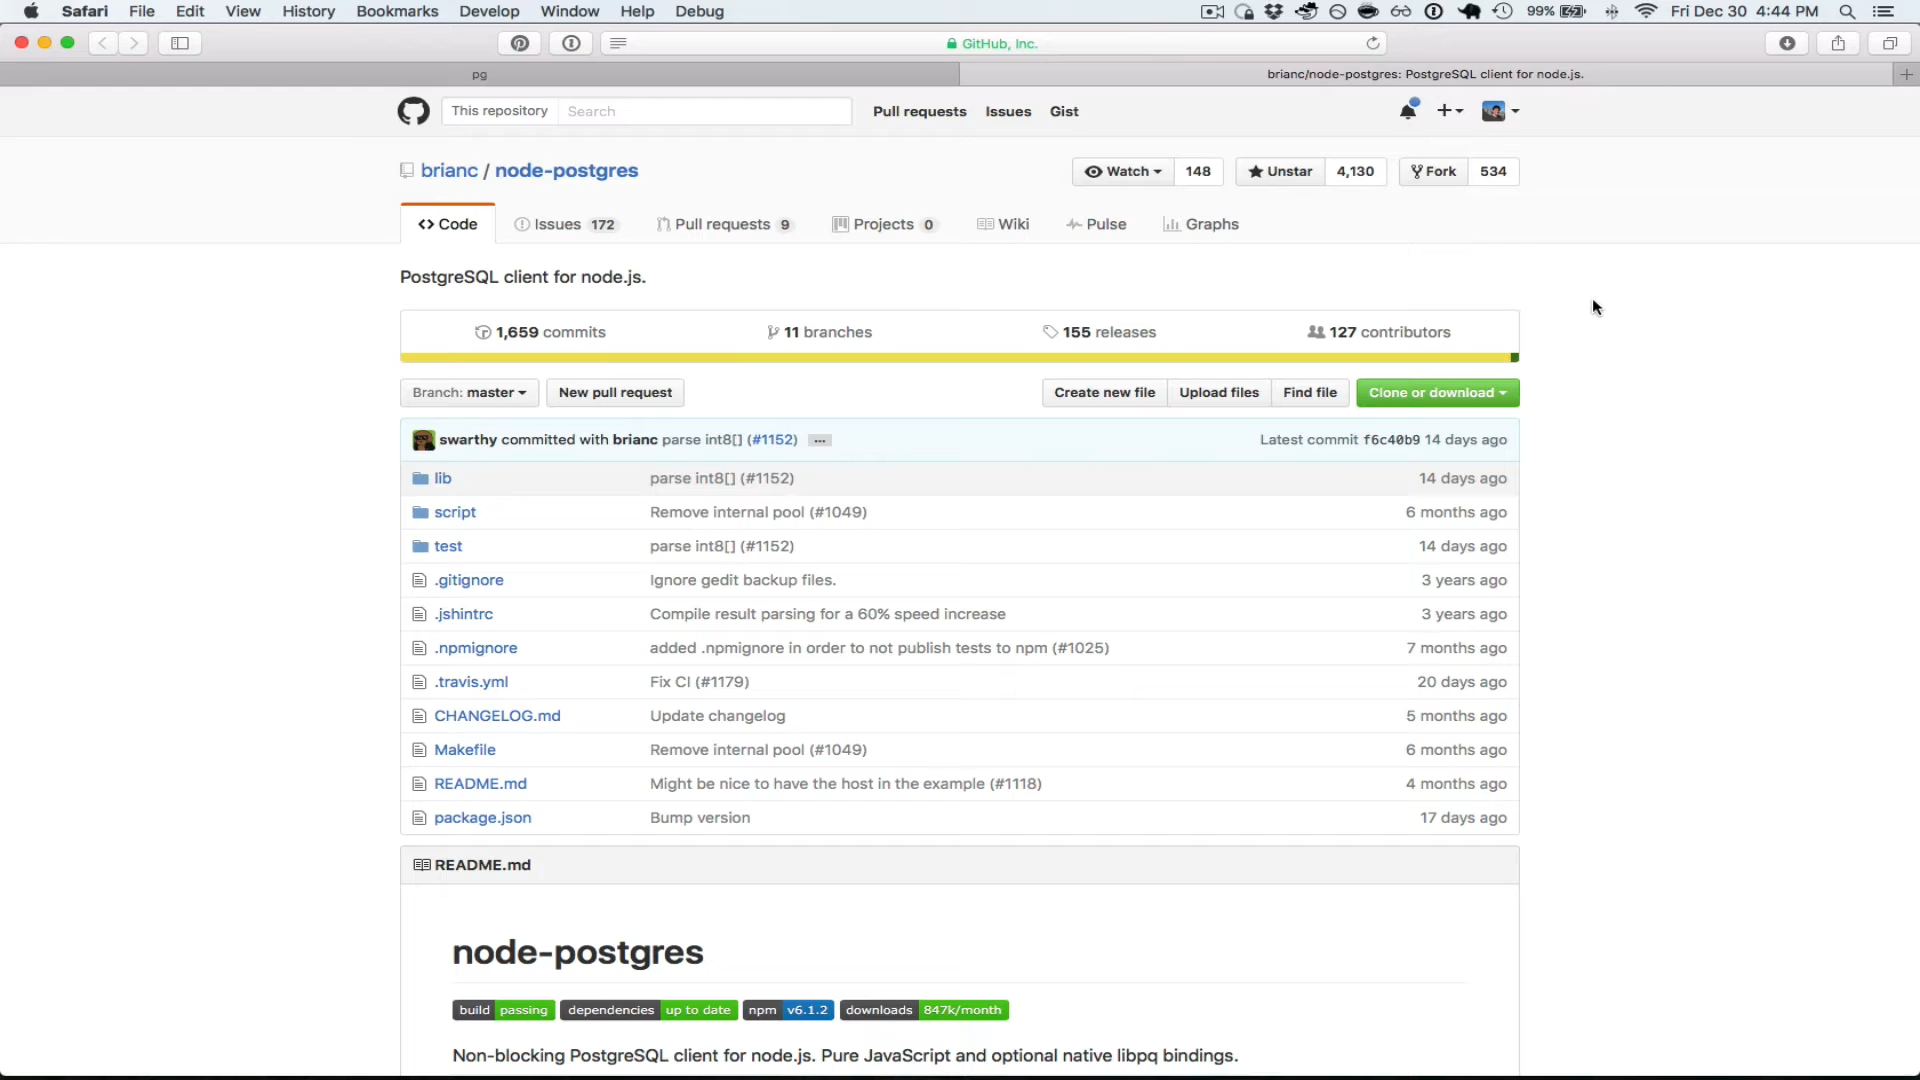 Safari File Edit View History Bookmarks Develop Window Help Debug 99% Fri Dec 30 4:44 PM
GitHub, Inc.
pg brianc/node-postgres: PostgreSQL client for node.js.
This repository Search Pull requests Issues Gist
brianc / node-postgres Watch 148 Unstar 4,130 Fork 534
Code Issues 172 Pull requests 9 Projects 0 Wiki Pulse Graphs
PostgreSQL client for node.js.
1,659 commits 11 branches 155 releases 127 contributors
Branch: master New pull request Create new file Upload files Find file Clone or download
swarthy committed with brianc parse int8[] (#1152) ... Latest commit f6c40b9 14 days ago
lib parse int8[] (#1152) 14 days ago
script Remove internal pool (#1049) 6 months ago
test parse int8[] (#1152) 14 days ago
.gitignore Ignore gedit backup files. 3 years ago
.jshintrc Compile result parsing for a 60% speed increase 3 years ago
.npmignore added .npmignore in order to not publish tests to npm (#1025) 7 months ago
.travis.yml Fix CI (#1179) 20 days ago
CHANGELOG.md Update changelog 5 months ago
Makefile Remove internal pool (#1049) 6 months ago
README.md Might be nice to have the host in the example (#1118) 4 months ago
package.json Bump version 17 days ago
README.md
node-postgres
build passing dependencies up to date npm v6.1.2 downloads 847k/month
Non-blocking PostgreSQL client for node.js. Pure JavaScript and optional native libpq bindings.